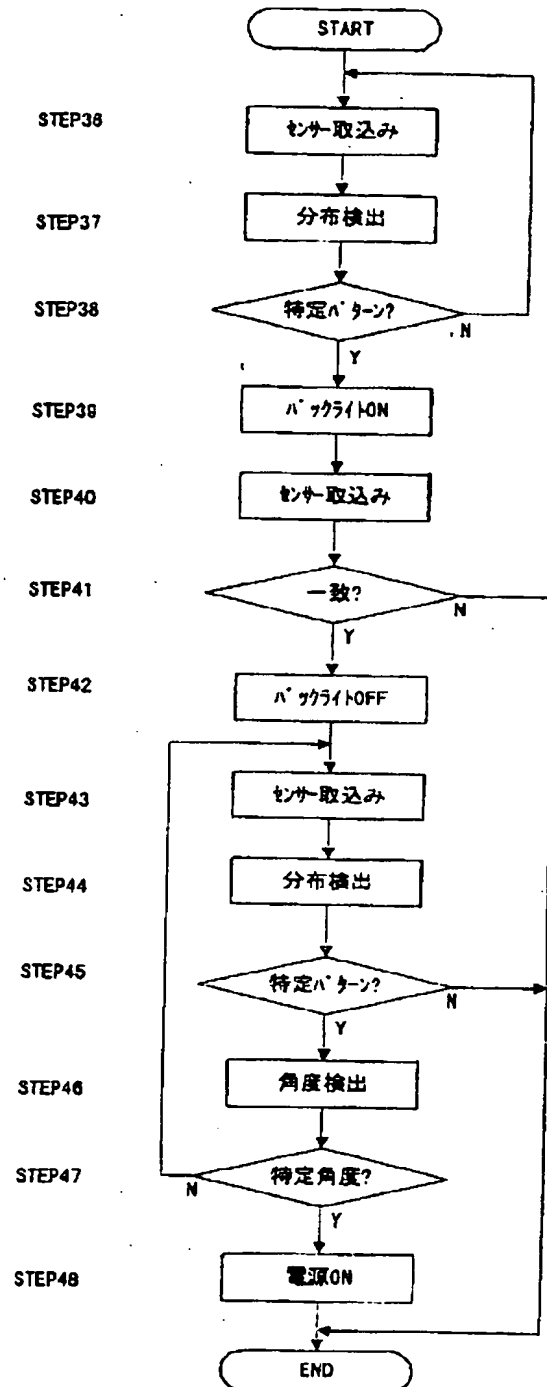 START
STEP36
センサー取込み
STEP37
分布検出
STEP38
特定パターン?
N
Y
STEP39
バックライトON
STEP40
センサー取込み
STEP41
一致?
N
Y
STEP42
バックライトOFF
STEP43
センサー取込み
STEP44
分布検出
STEP45
特定パターン?
N
Y
STEP46
角度検出
STEP47
特定角度?
N
Y
STEP48
電源ON
END